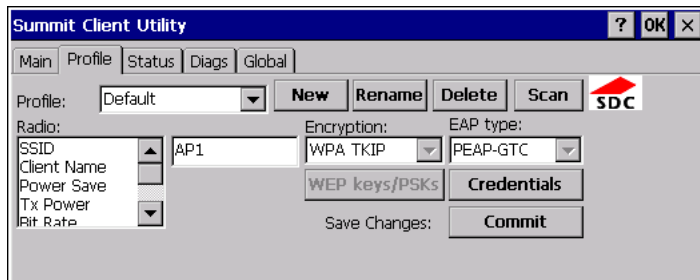 Summit Client Utility ? OK ×
Main Profile Status Diags Global
Profile: Default New Rename Delete Scan SDC
Radio: Encryption: EAP type:
SSID AP1 WPA TKIP PEAP-GTC
Client Name
Power Save WEP keys/PSKs Credentials
Tx Power
Bit Rate Save Changes: Commit